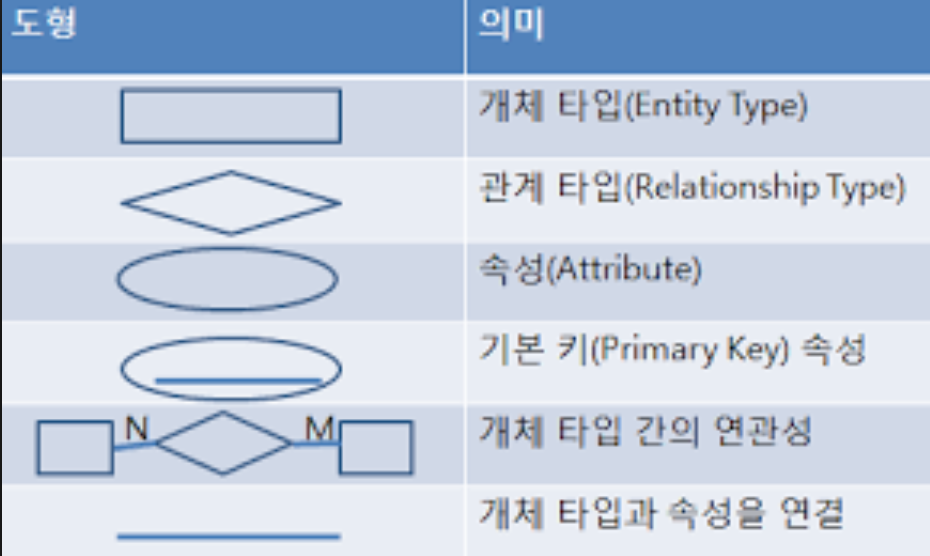 도형 의미
개체 타입(Entity Type)
관계 타입(Relationship Type)
속성(Attribute)
기본 키(Primary Key) 속성
N M 개체 타입 간의 연관성
개체 타입과 속성을 연결